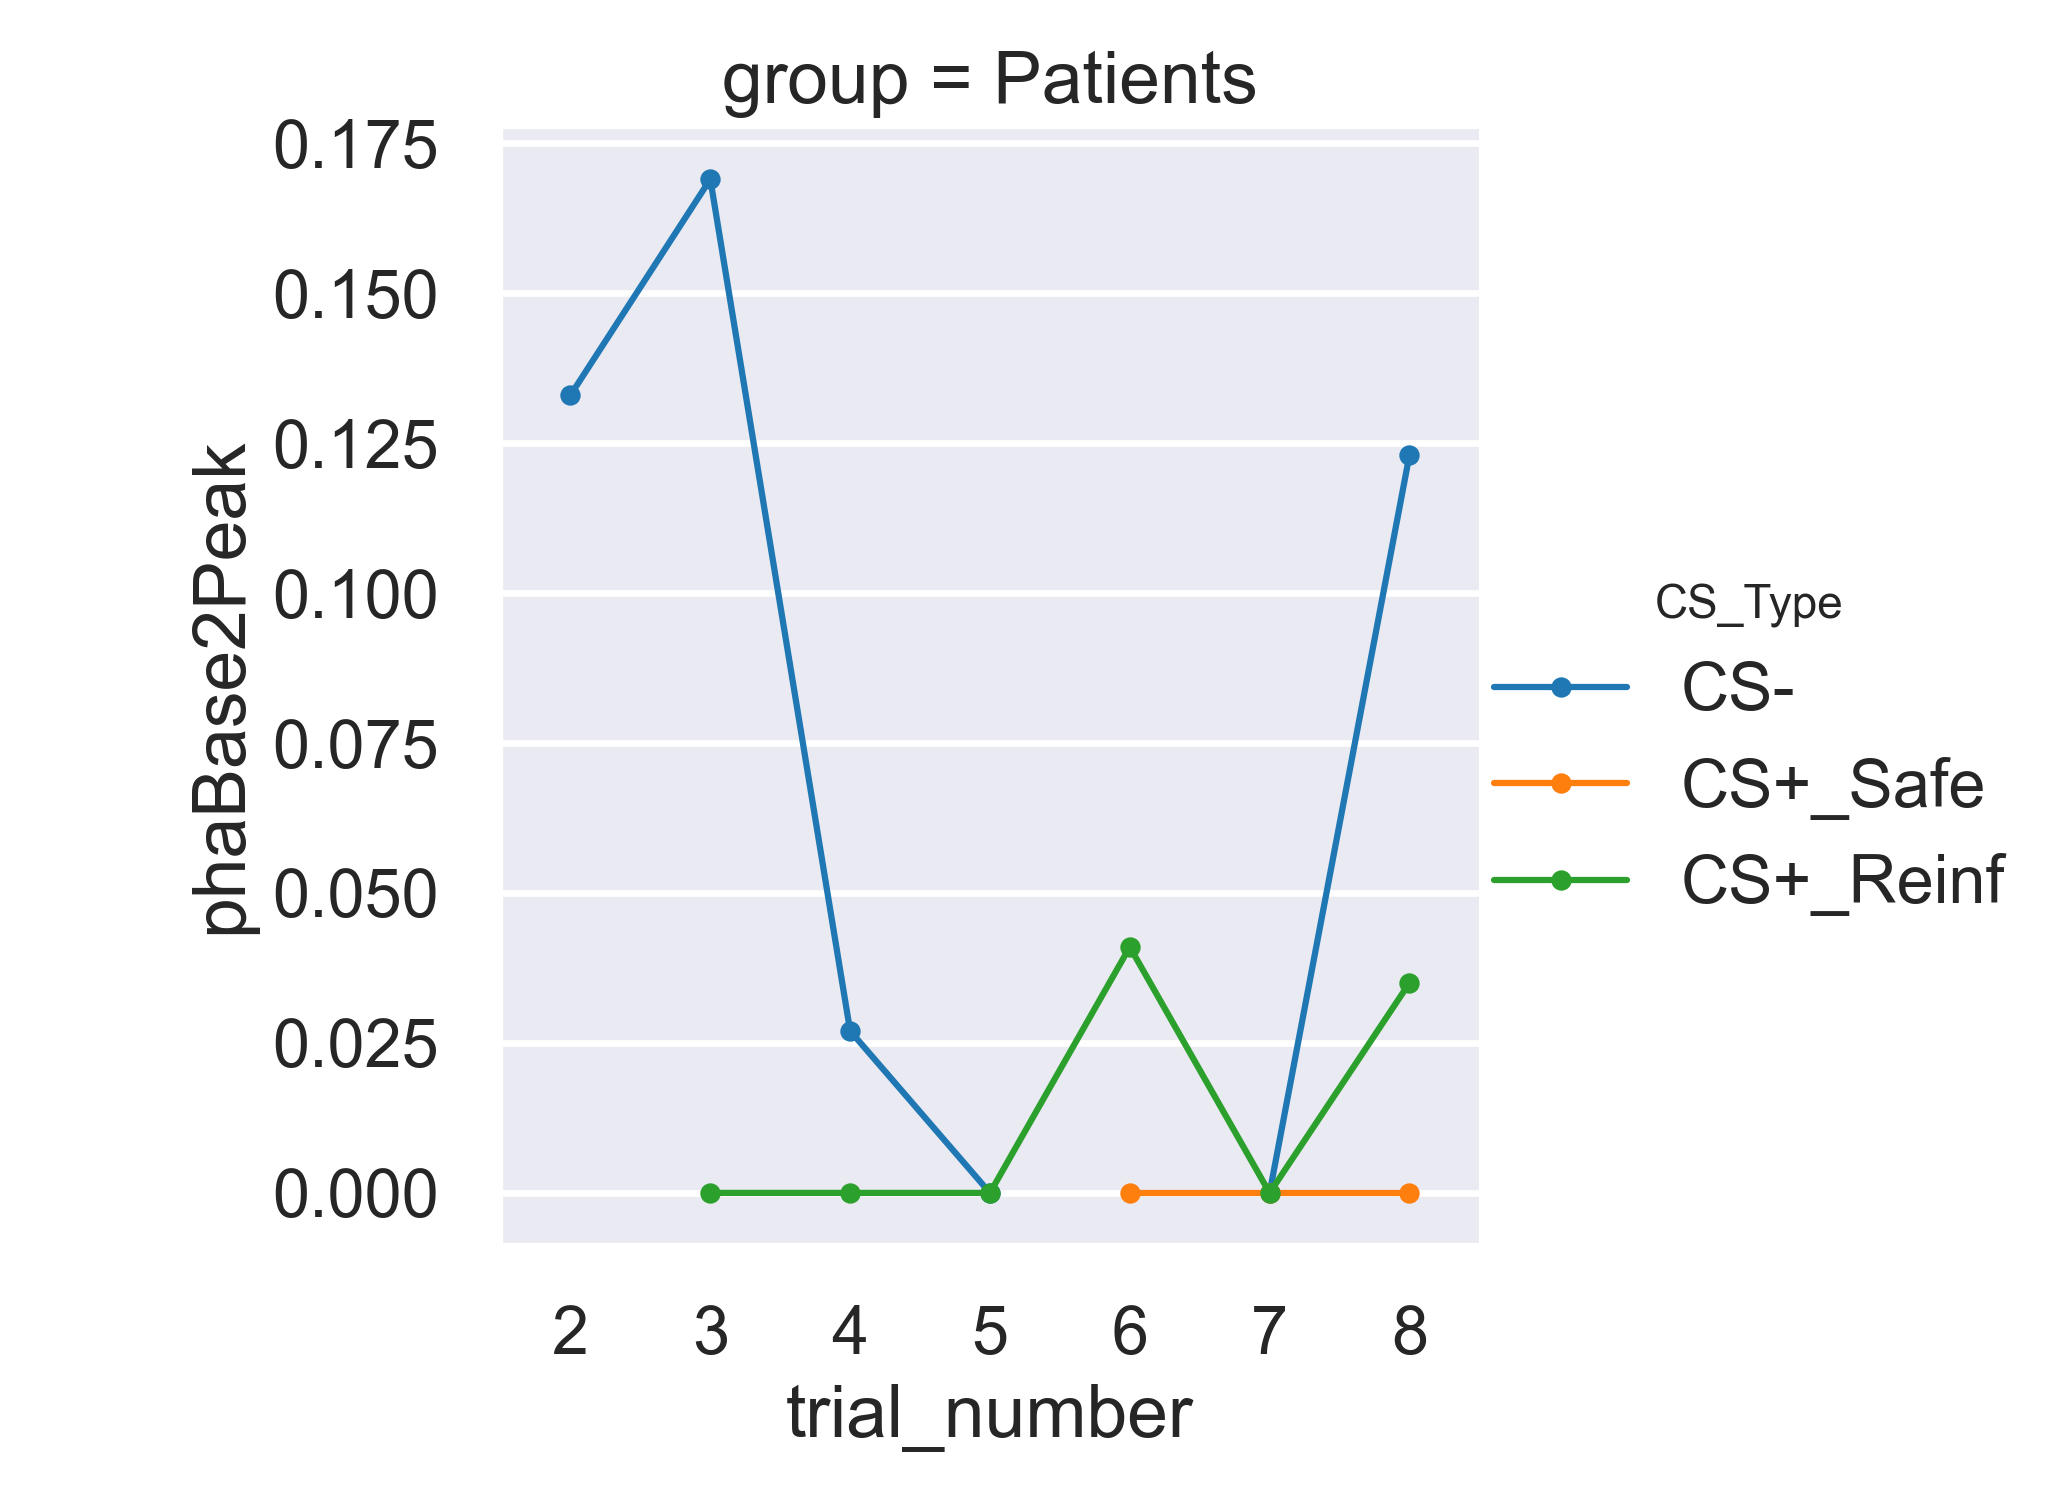 group = Patients
0.175
0.150
0.125
0.100
0.075
0.050
0.025
0.000
phaBase2Peak
2 3 4 5 6 7 8
trial_number
CS_Type
CS-
CS+_Safe
CS+_Reinf